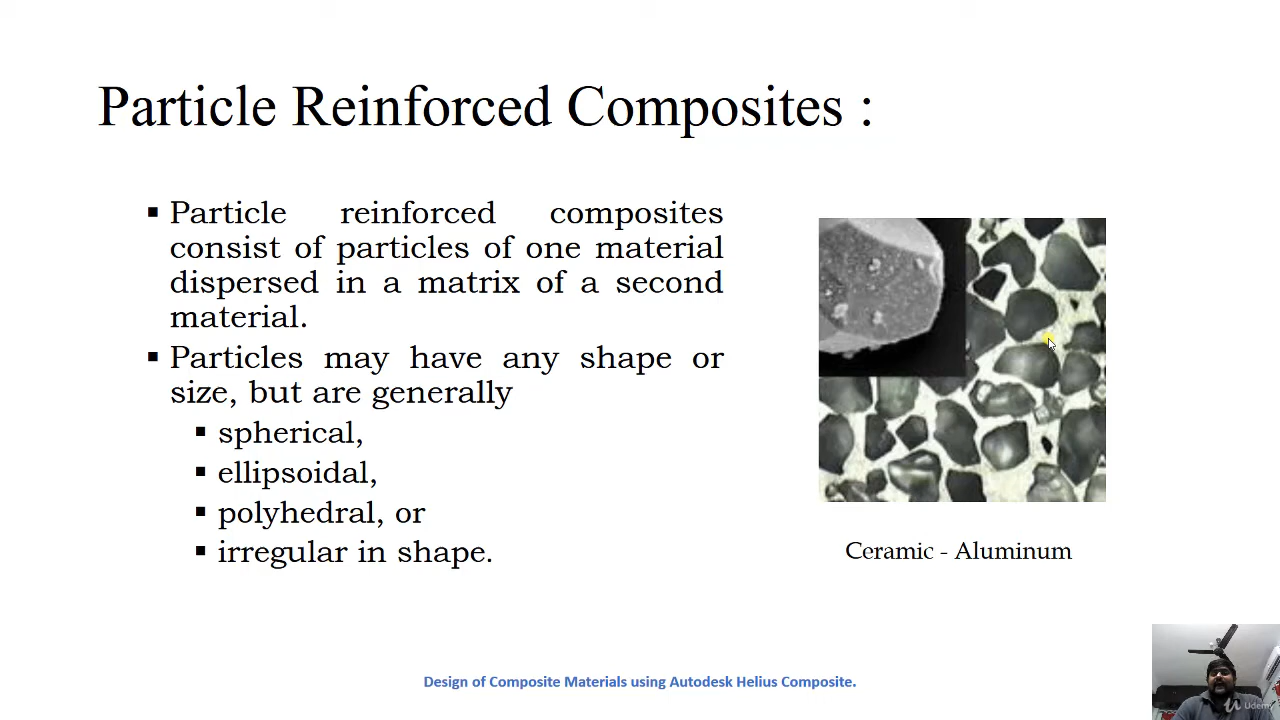 Particle Reinforced Composites :
▪ Particle reinforced composites
consist of particles of one material
dispersed in a matrix of a second
material.
▪ Particles may have any shape or
size, but are generally
▪ spherical,
▪ ellipsoidal,
▪ polyhedral, or
▪ irregular in shape.
Ceramic - Aluminum
Design of Composite Materials using Autodesk Helius Composite.
Udemy